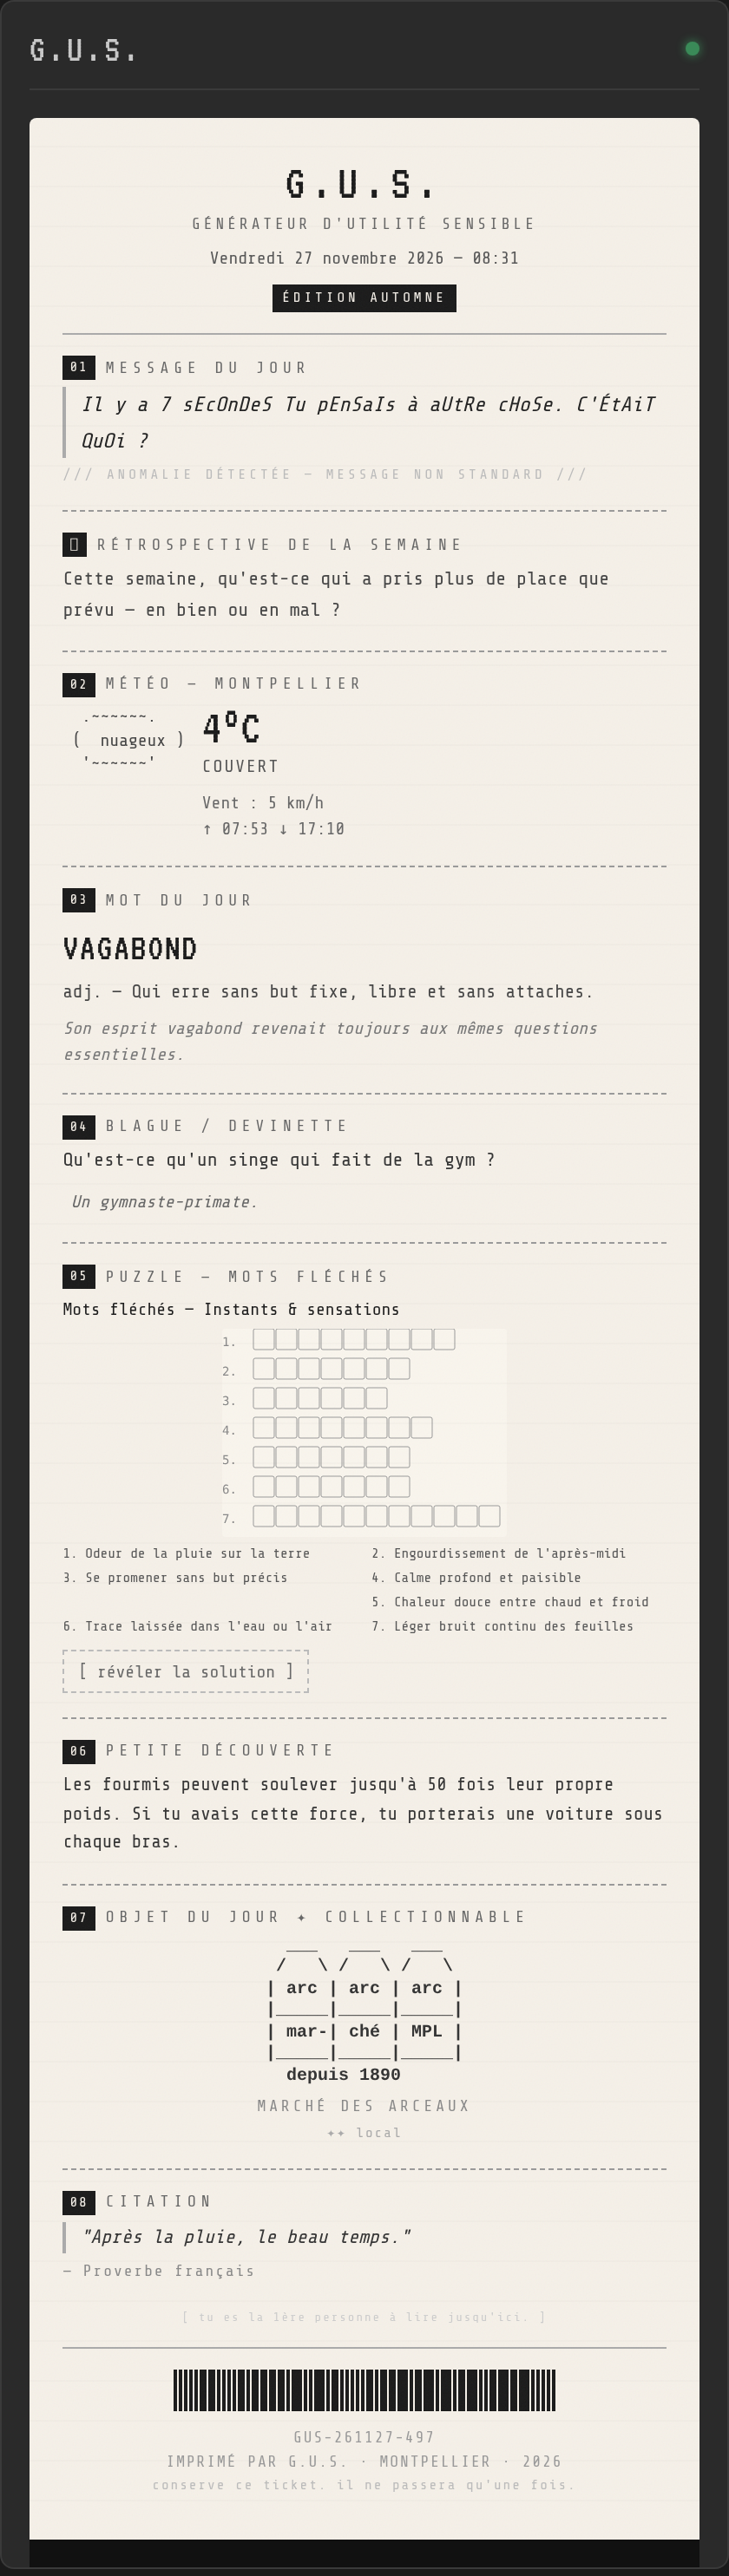 G.U.S.
G.U.S.
GÉNÉRATEUR D'UTILITÉ SENSIBLE
Vendredi 27 novembre 2026 — 08:31
ÉDITION AUTOMNE
01 MESSAGE DU JOUR
Il y a 7 sEcOnDeS Tu pEnSaIs à aUtRe cHoSe. C'ÉtAiT
QuOi ?
/// ANOMALIE DÉTECTÉE — MESSAGE NON STANDARD ///
RÉTROSPECTIVE DE LA SEMAINE
Cette semaine, qu'est-ce qui a pris plus de place que
prévu — en bien ou en mal ?
02 MÉTÉO — MONTPELLIER
.~~~~~~.
( nuageux )
'~~~~~~'
4°C
COUVERT
Vent : 5 km/h
↑ 07:53 ↓ 17:10
03 MOT DU JOUR
VAGABOND
adj. — Qui erre sans but fixe, libre et sans attaches.
Son esprit vagabond revenait toujours aux mêmes questions
essentielles.
04 BLAGUE / DEVINETTE
Qu'est-ce qu'un singe qui fait de la gym ?
Un gymnaste-primate.
05 PUZZLE — MOTS FLÉCHÉS
Mots fléchés — Instants & sensations
1.
2.
3.
4.
5.
6.
7.
1. Odeur de la pluie sur la terre
2. Engourdissement de l'après-midi
3. Se promener sans but précis
4. Calme profond et paisible
5. Chaleur douce entre chaud et froid
6. Trace laissée dans l'eau ou l'air
7. Léger bruit continu des feuilles
[ révéler la solution ]
06 PETITE DÉCOUVERTE
Les fourmis peuvent soulever jusqu'à 50 fois leur propre
poids. Si tu avais cette force, tu porterais une voiture sous
chaque bras.
07 OBJET DU JOUR ✦ COLLECTIONNABLE
___ ___ ___
/ \ / \ / \
| arc | arc | arc |
|_____|_____|_____|
| mar-| ché | MPL |
|_____|_____|_____|
depuis 1890
MARCHÉ DES ARCEAUX
✦✦ local
08 CITATION
"Après la pluie, le beau temps."
— Proverbe français
[ tu es la 1ère personne à lire jusqu'ici. ]
GUS-261127-497
IMPRIMÉ PAR G.U.S. · MONTPELLIER · 2026
conserve ce ticket. il ne passera qu'une fois.